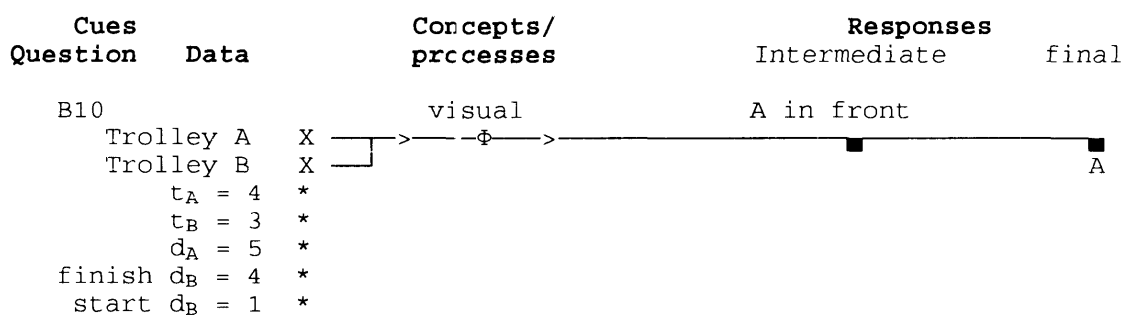 Cues Concepts/ Responses
Question Data prccesses Intermediate final
B10 visual A in front
Trolley A X > Φ >
Trolley B X A
tA = 4 *
tB = 3 *
dA = 5 *
finish dB = 4 *
start dB = 1 *